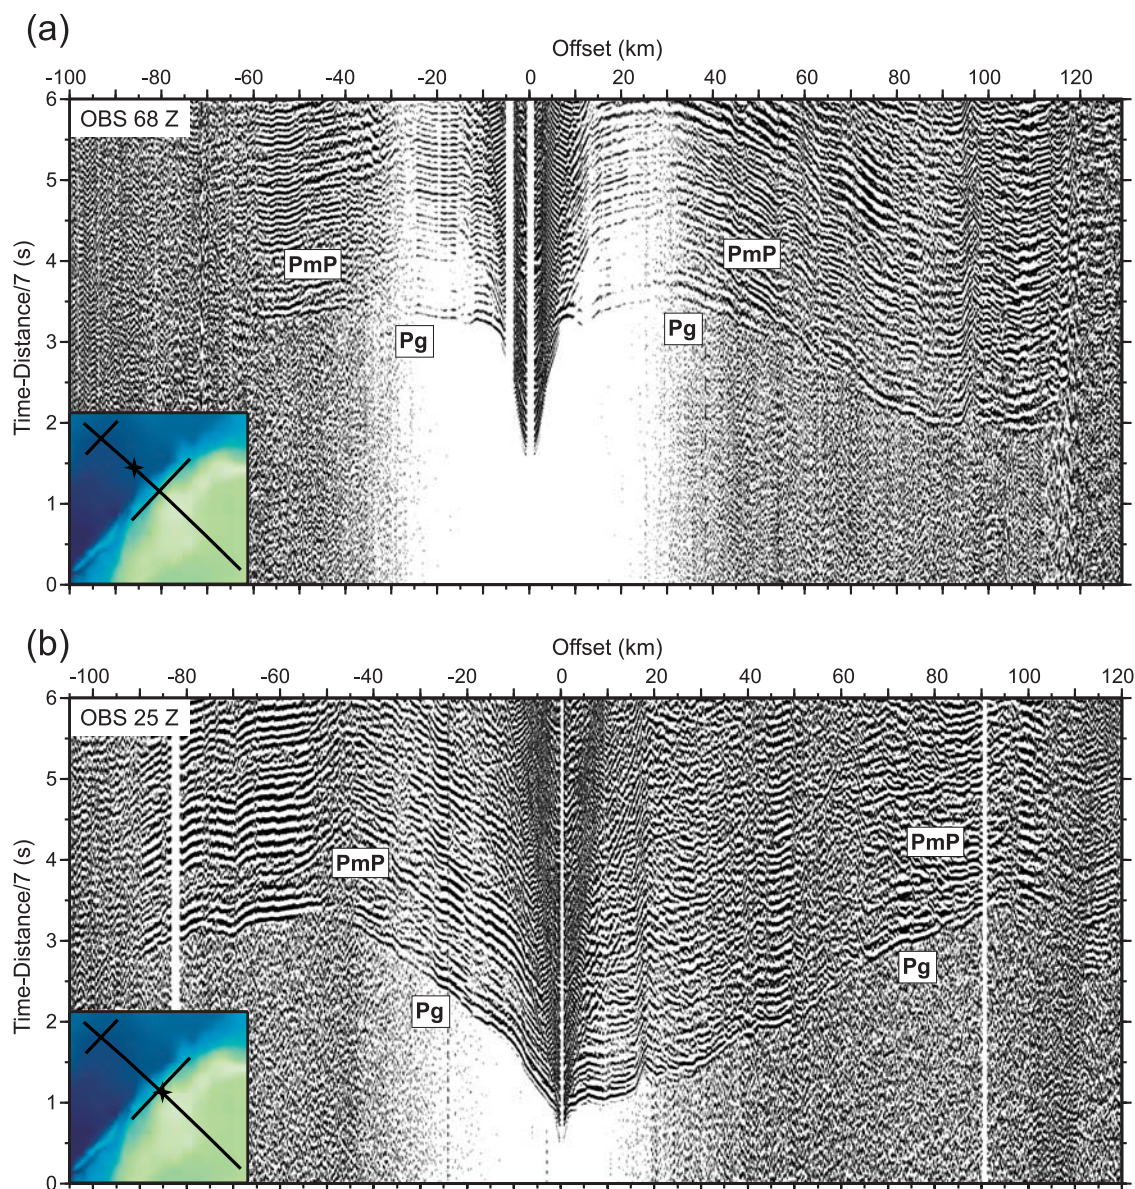 (a)
Offset (km)
-100 -80 -60 -40 -20 0 20 40 60 80 100 120
6
OBS 68 Z
5
PmP
PmP
4
Pg
Pg
3
2
1
0
Time-Distance/7 (s)
(b)
Offset (km)
-100 -80 -60 -40 -20 0 20 40 60 80 100 120
6
OBS 25 Z
5
PmP
PmP
4
3
Pg
Pg
2
1
0
Time-Distance/7 (s)